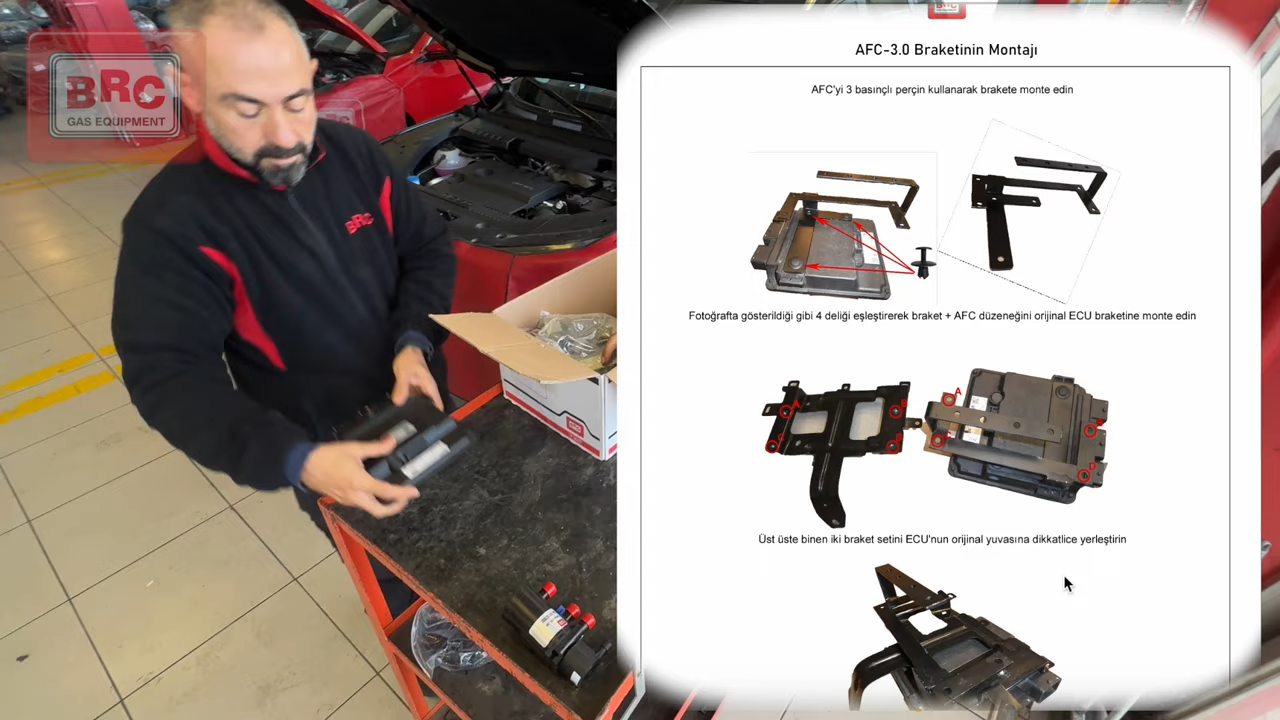 BRC
GAS EQUIPMENT
BRC
BRC
AFC-3.0 Braketinin Montajı
AFC'yi 3 basınçlı perçin kullanarak brakete monte edin
Fotoğrafta gösterildiği gibi 4 deliği eşleştirerek braket + AFC düzeneğini orijinal ECU braketine monte edin
A
B
C
A
D
Üst üste binen iki braket setini ECU'nun orijinal yuvasına dikkatlice yerleştirin